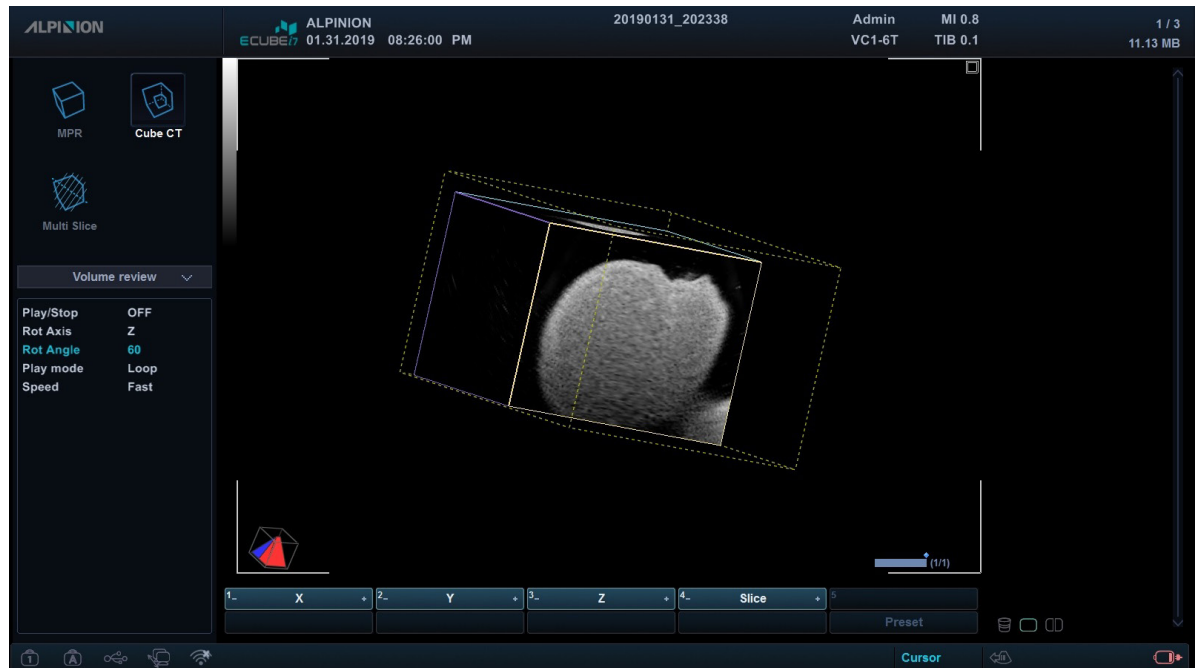 ALPINION
ECUBE i7
ALPINION
01.31.2019 08:26:00 PM
20190131_202338
Admin MI 0.8
VC1-6T TIB 0.1
1 / 3
11.13 MB
MPR
Cube CT
Multi Slice
Volume review
Play/Stop OFF
Rot Axis Z
Rot Angle 60
Play mode Loop
Speed Fast
(1/1)
1- X + 2- Y + 3- Z + 4- Slice + 5
Preset
1 A
Cursor